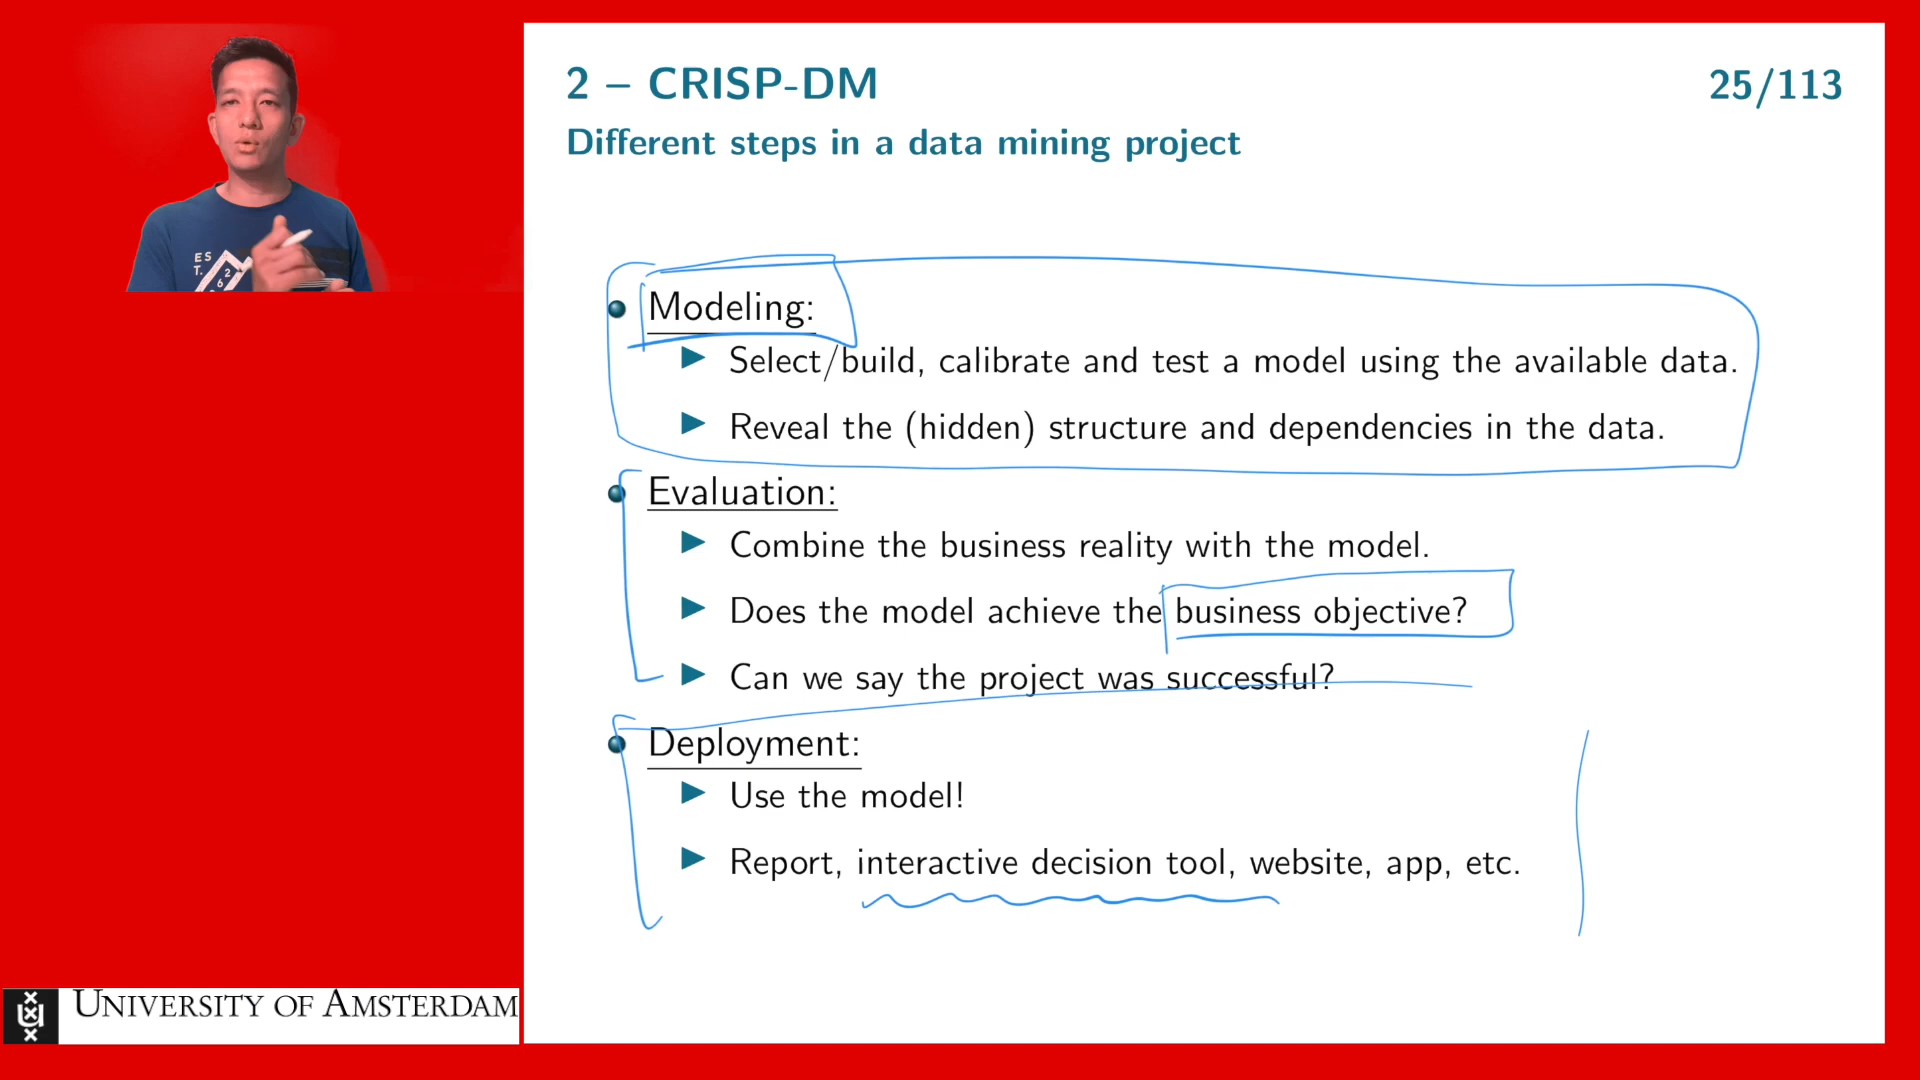 2 – CRISP-DM
25/113
Different steps in a data mining project
Modeling:
Select/build, calibrate and test a model using the available data.
Reveal the (hidden) structure and dependencies in the data.
Evaluation:
Combine the business reality with the model.
Does the model achieve the business objective?
Can we say the project was successful?
Deployment:
Use the model!
Report, interactive decision tool, website, app, etc.
ES
T.
2
6
UNIVERSITY OF AMSTERDAM